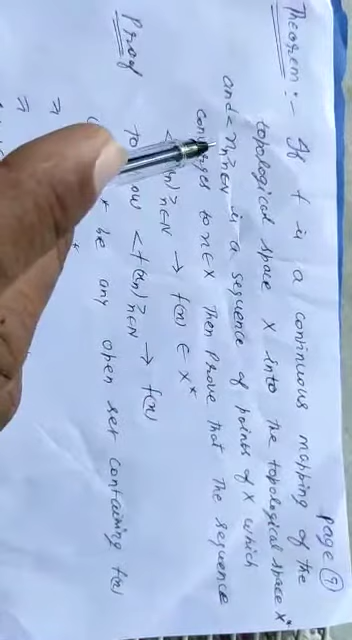 page ⑨
Theorem:- If f is a continuous mapping of the
topological space X into the topological space X*
and <xn>n∈N is a sequence of points of X which
converges to x∈X then prove that the sequence
n)>n∈N → f(x) ∈ X*
Proof to <f(xn)>n∈N → f(x)
* be any open set containing f(x)